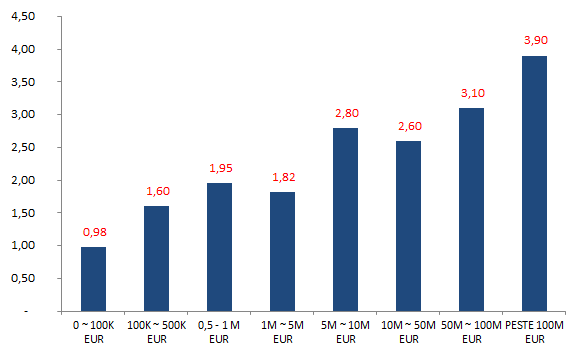 4,50
4,00
3,50
3,00
2,50
2,00
1,50
1,00
0,50
-
0,98
1,60
1,95
1,82
2,80
2,60
3,10
3,90
0 ~ 100K EUR
100K ~ 500K EUR
0,5 - 1 M EUR
1M ~ 5M EUR
5M ~ 10M EUR
10M ~ 50M EUR
50M ~ 100M EUR
PESTE 100M EUR